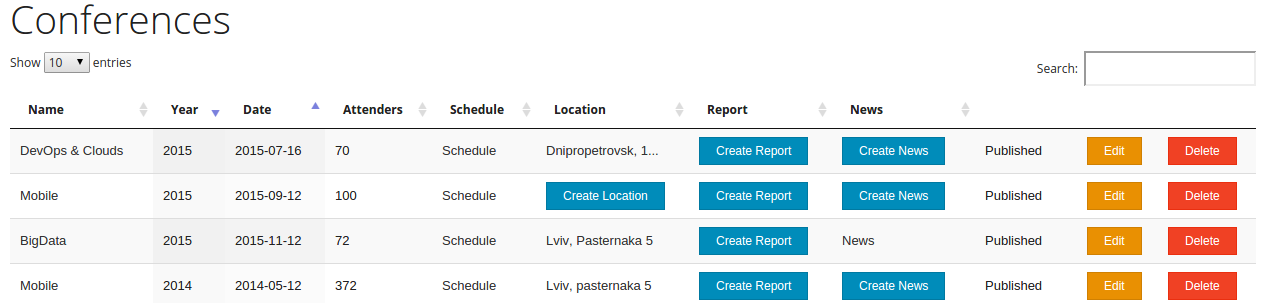 Conferences
Show 10 entries
Search:
Name Year Date Attenders Schedule Location Report News
DevOps & Clouds 2015 2015-07-16 70 Schedule Dnipropetrovsk, 1... Create Report Create News Published Edit Delete
Mobile 2015 2015-09-12 100 Schedule Create Location Create Report Create News Published Edit Delete
BigData 2015 2015-11-12 72 Schedule Lviv, Pasternaka 5 Create Report News Published Edit Delete
Mobile 2014 2014-05-12 372 Schedule Lviv, pasternaka 5 Create Report Create News Published Edit Delete